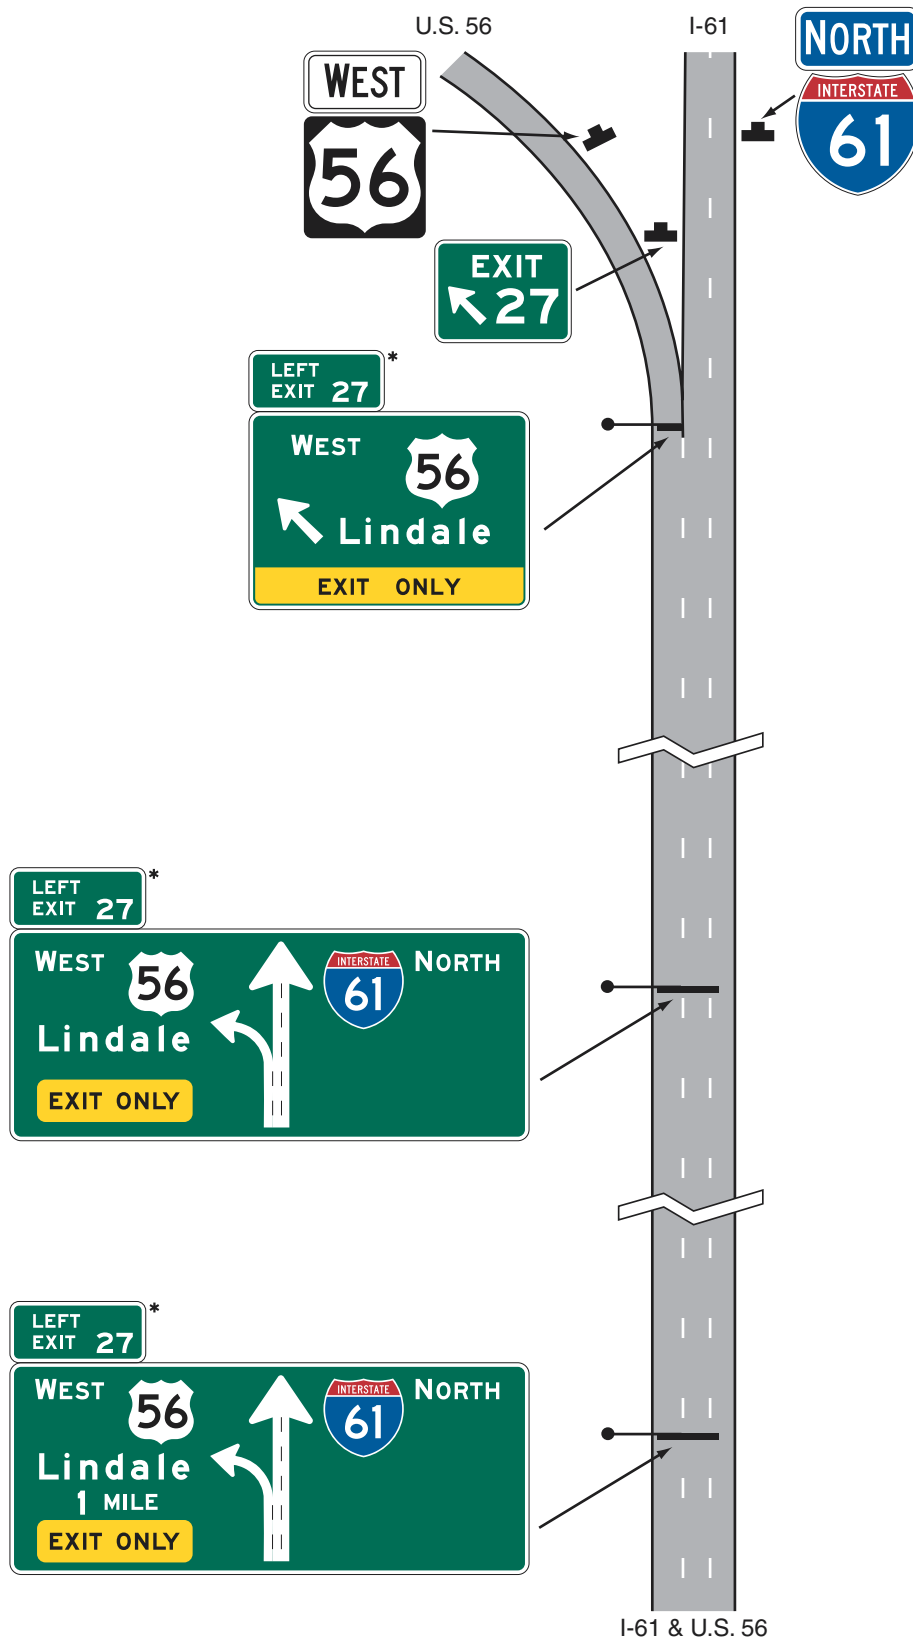 U.S. 56
I-61
NORTH
INTERSTATE
61
WEST
56
EXIT
27
LEFT
EXIT 27
*
WEST
56
Lindale
EXIT ONLY
LEFT
EXIT 27
*
WEST
56
INTERSTATE
61
NORTH
Lindale
EXIT ONLY
LEFT
EXIT 27
*
WEST
56
INTERSTATE
61
NORTH
Lindale
1 MILE
EXIT ONLY
I-61 & U.S. 56